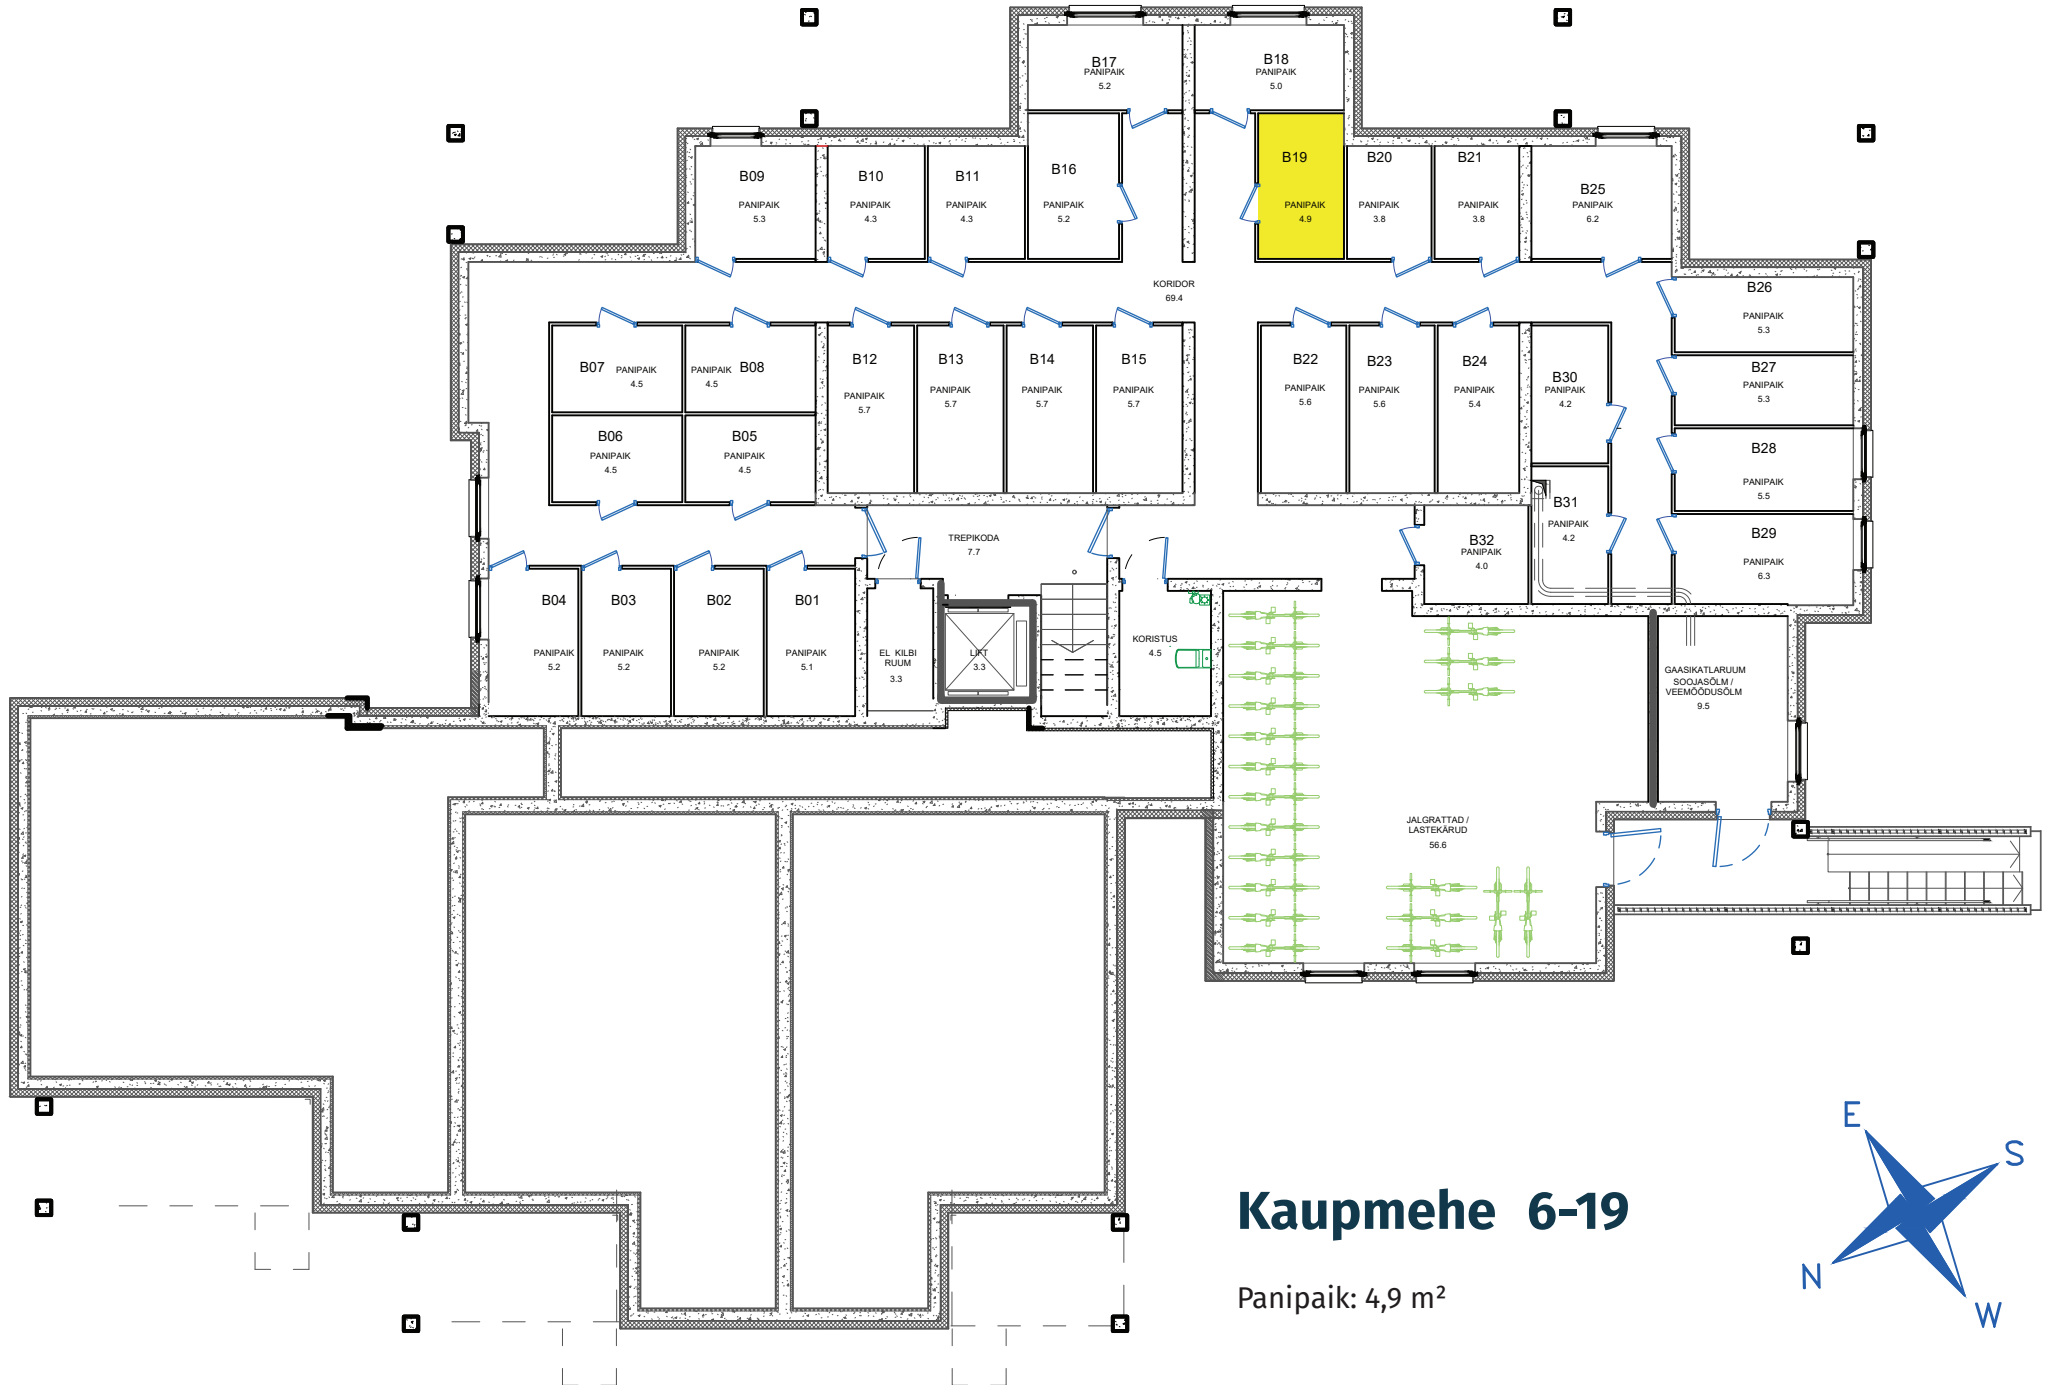 B17
PANIPAIK
5.2
B18
PANIPAIK
5.0
B09
PANIPAIK
5.3
B10
PANIPAIK
4.3
B11
PANIPAIK
4.3
B16
PANIPAIK
5.2
B19
PANIPAIK
4.9
B20
PANIPAIK
3.8
B21
PANIPAIK
3.8
B25
PANIPAIK
6.2
KORIDOR
69.4
B26
PANIPAIK
5.3
B07
PANIPAIK
4.5
B08
PANIPAIK
4.5
B12
PANIPAIK
5.7
B13
PANIPAIK
5.7
B14
PANIPAIK
5.7
B15
PANIPAIK
5.7
B22
PANIPAIK
5.6
B23
PANIPAIK
5.6
B24
PANIPAIK
5.4
B30
PANIPAIK
4.2
B27
PANIPAIK
5.3
B06
PANIPAIK
4.5
B05
PANIPAIK
4.5
B28
PANIPAIK
5.5
B31
PANIPAIK
4.2
B32
PANIPAIK
4.0
B29
PANIPAIK
6.3
TREPIKODA
7.7
B04
PANIPAIK
5.2
B03
PANIPAIK
5.2
B02
PANIPAIK
5.2
B01
PANIPAIK
5.1
EL KILBI
RUUM
3.3
LIFT
3.3
KORISTUS
4.5
GAASIKATLARUUM
SOOJASÕLM /
VEEMÕÕDUSÕLM
9.5
JALGRATTAD /
LASTEKÄRUD
56.6
Kaupmehe 6-19
Panipaik: 4,9 m²
E
S
N
W